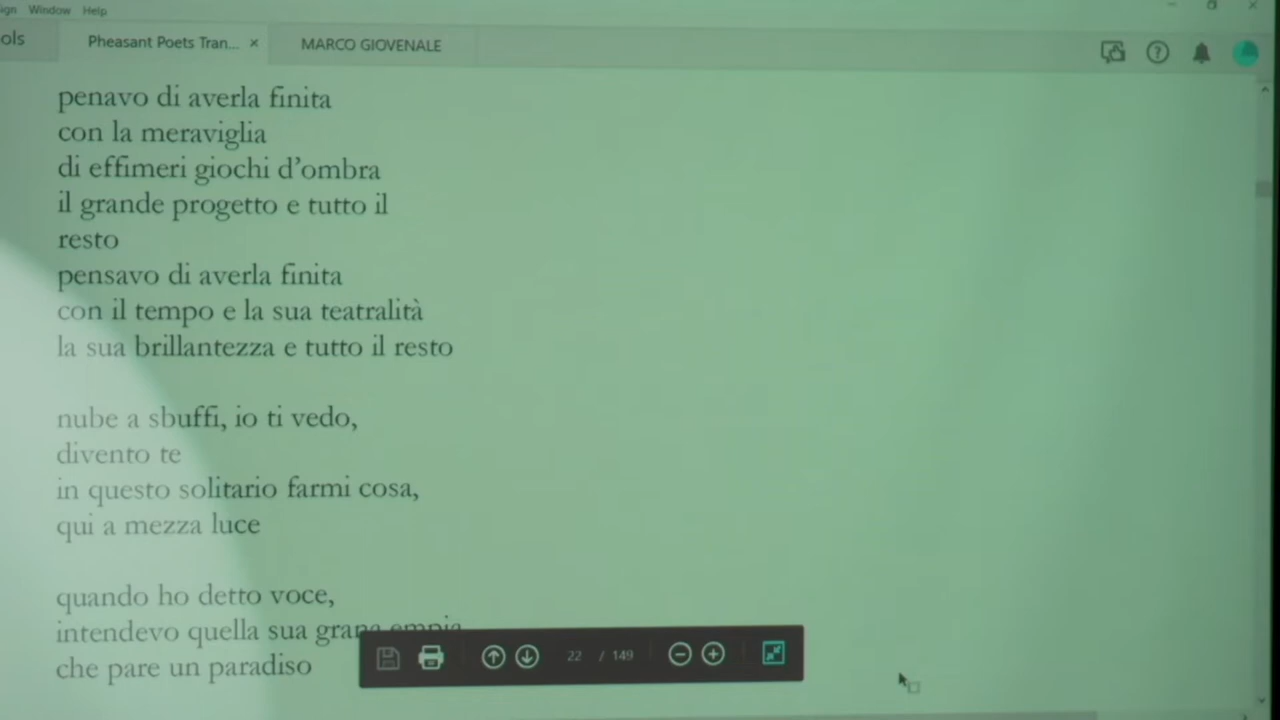 ign Window Help
ols
Pheasant Poets Tran... ×
MARCO GIOVENALE
penavo di averla finita
con la meraviglia
di effimeri giochi d’ombra
il grande progetto e tutto il
resto
pensavo di averla finita
con il tempo e la sua teatralità
la sua brillantezza e tutto il resto
nube a sbuffi, io ti vedo,
divento te
in questo solitario farmi cosa,
qui a mezza luce
quando ho detto voce,
intendevo quella sua grana empia
che pare un paradiso
22 / 149